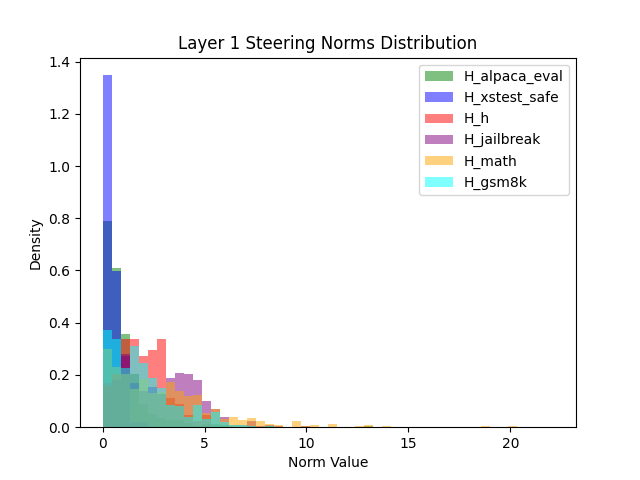 Layer 1 Steering Norms Distribution
1.4
1.2
1.0
0.8
0.6
0.4
0.2
0.0
Density
0
5
10
15
20
Norm Value
H_alpaca_eval
H_xstest_safe
H_h
H_jailbreak
H_math
H_gsm8k